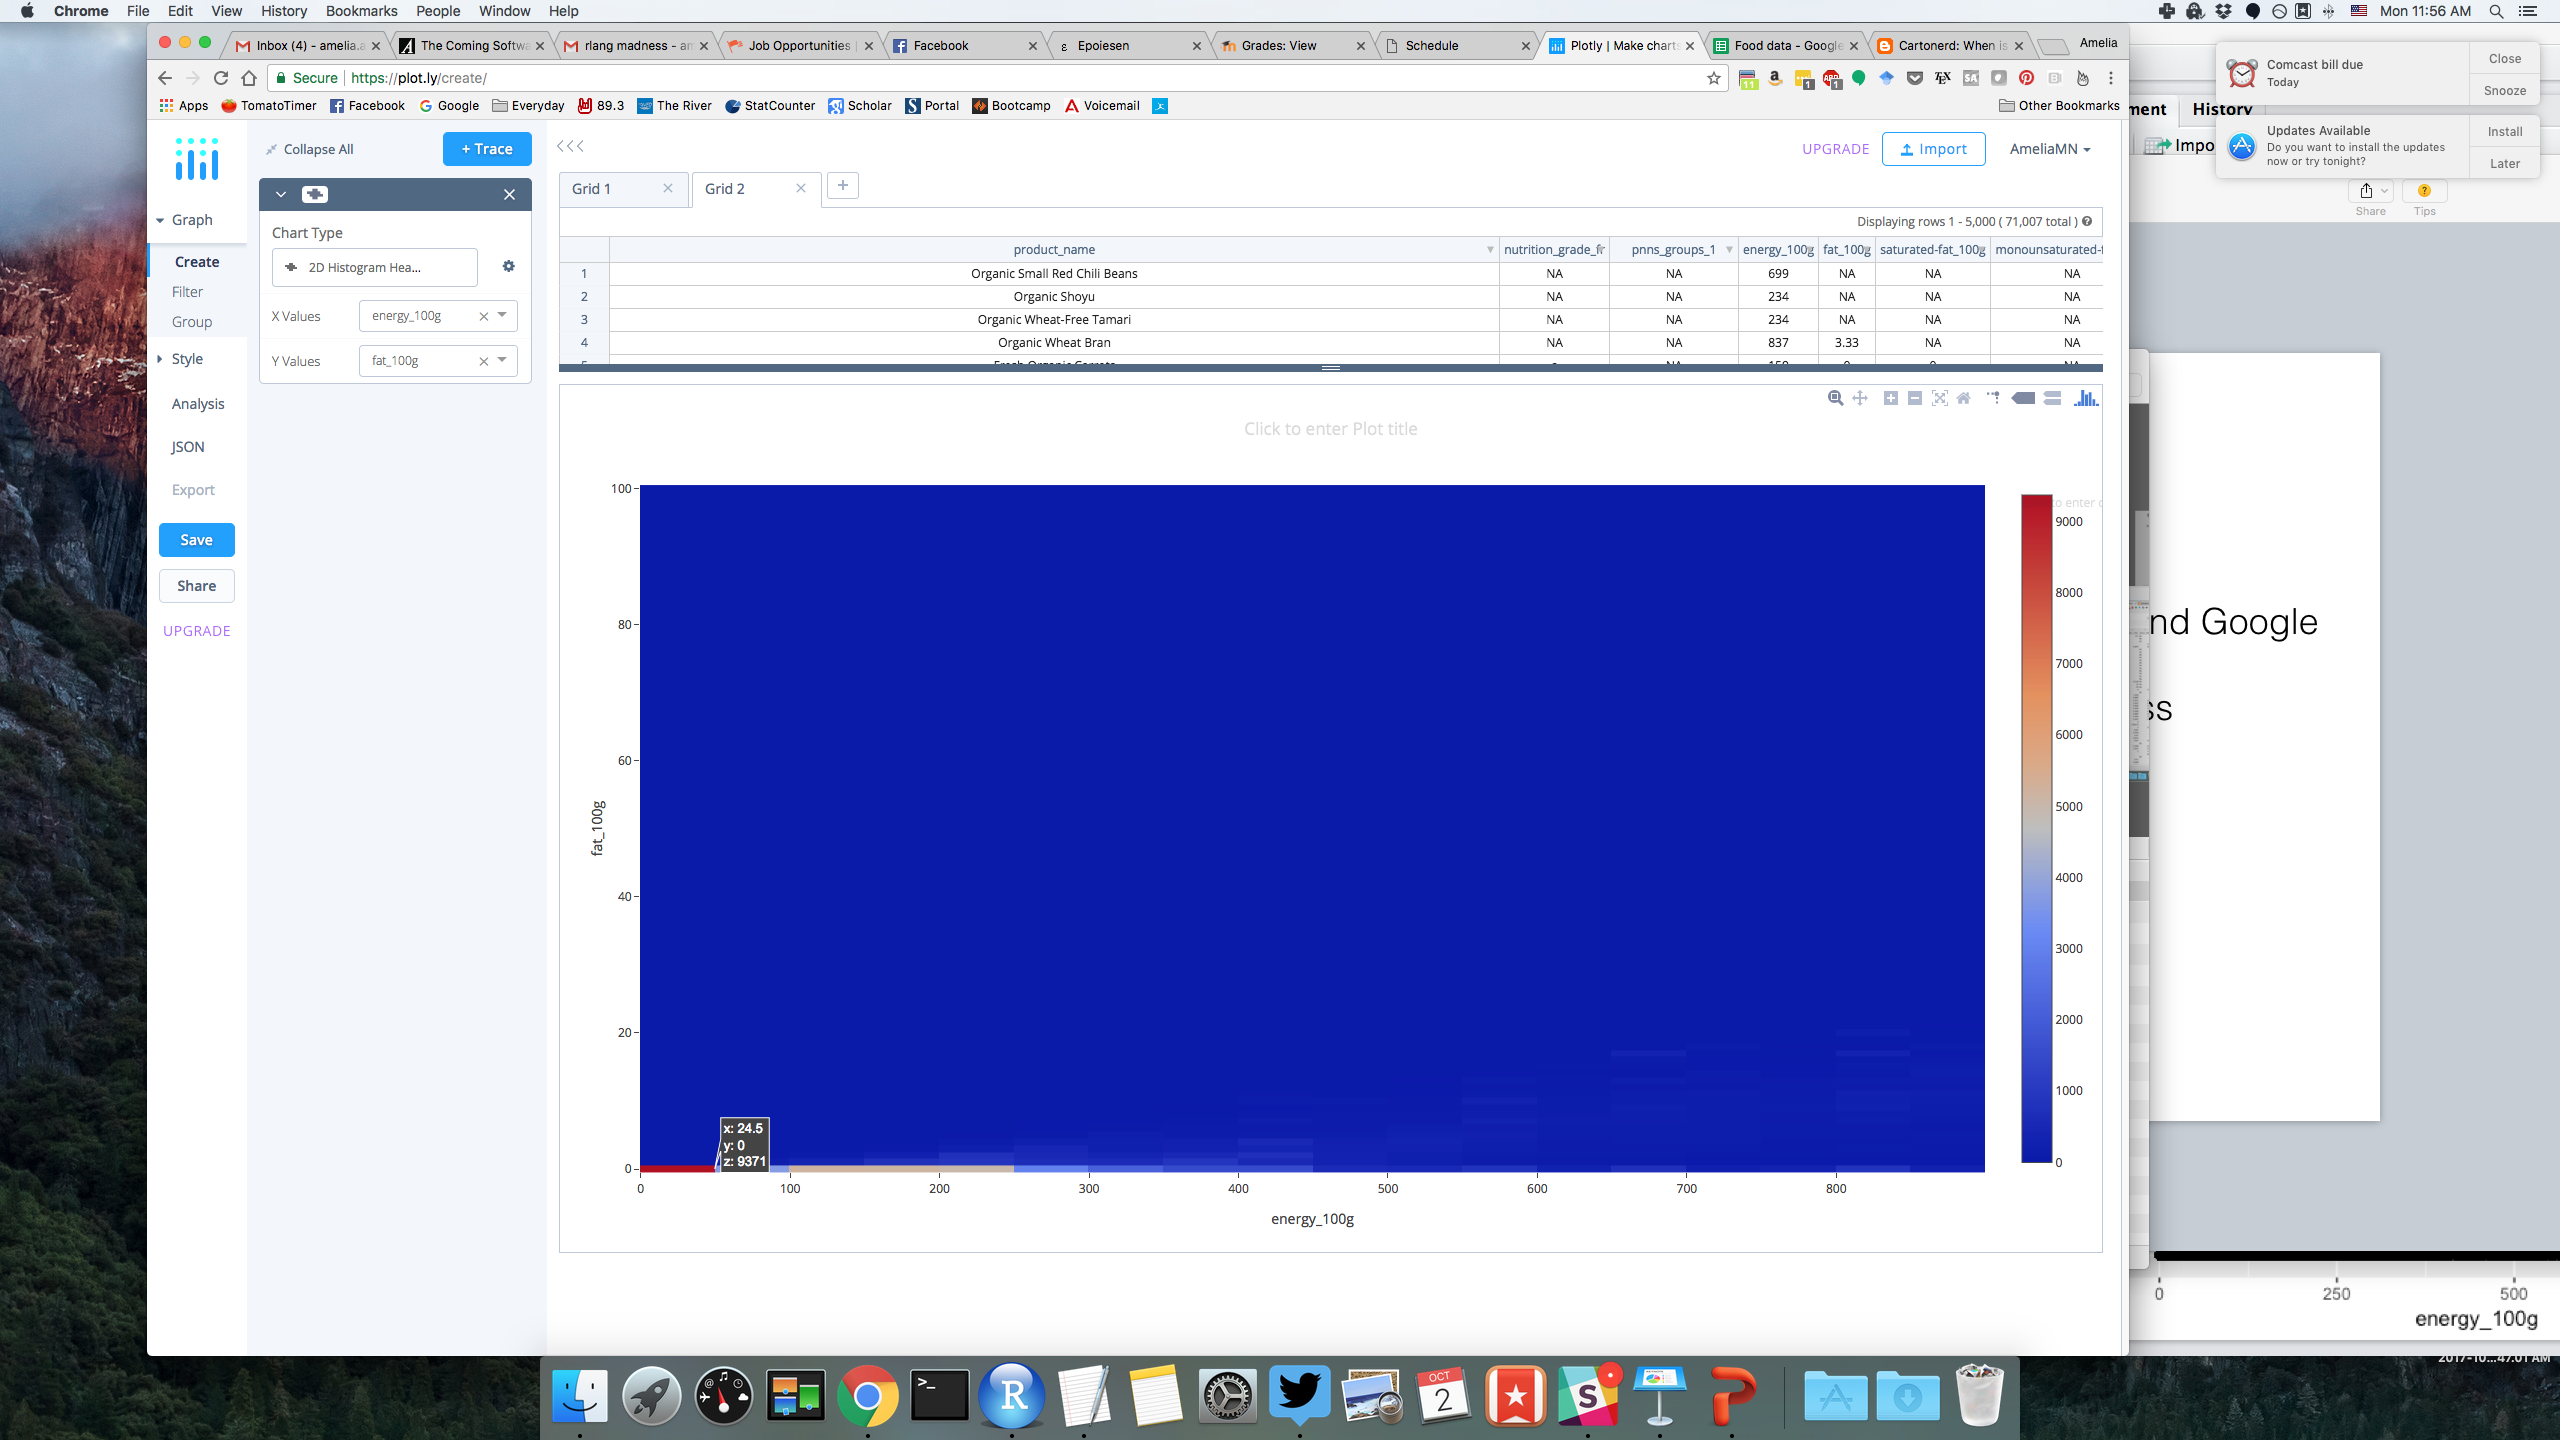 Chrome File Edit View History Bookmarks People Window Help
Mon 11:56 AM
Inbox (4) - amelia.a
The Coming Softw
rlang madness - am
Job Opportunities
Facebook
Epoiesen
Grades: View
Schedule
Plotly | Make charts
Food data - Google
Cartonerd: When is
Amelia
Secure https://plot.ly/create/
Apps TomatoTimer Facebook Google Everyday 89.3 The River StatCounter Scholar Portal Bootcamp Voicemail Other Bookmarks
Comcast bill due
Today
Close
Snooze
Updates Available
Do you want to install the updates
now or try tonight?
Install
Later
ment History
Impo
Share Tips
Collapse All
+ Trace
UPGRADE Import AmeliaMN
Graph
Create
Filter
Group
Style
Analysis
JSON
Export
Save
Share
UPGRADE
Chart Type
2D Histogram Hea...
X Values energy_100g
Y Values fat_100g
Grid 1 Grid 2 +
Displaying rows 1 - 5,000 ( 71,007 total )
product_name nutrition_grade_fr pnns_groups_1 energy_100g fat_100g saturated-fat_100g monounsaturated-f
1 Organic Small Red Chili Beans NA NA 699 NA NA NA
2 Organic Shoyu NA NA 234 NA NA NA
3 Organic Wheat-Free Tamari NA NA 234 NA NA NA
4 Organic Wheat Bran NA NA 837 3.33 NA NA
Click to enter Plot title
to enter c
100
80
60
40
20
0
fat_100g
x: 24.5
y: 0
z: 9371
0 100 200 300 400 500 600 700 800
energy_100g
9000
8000
7000
6000
5000
4000
3000
2000
1000
0
nd Google
ss
0 250 500
energy_100g
2017-10...47.01 AM
OCT
2